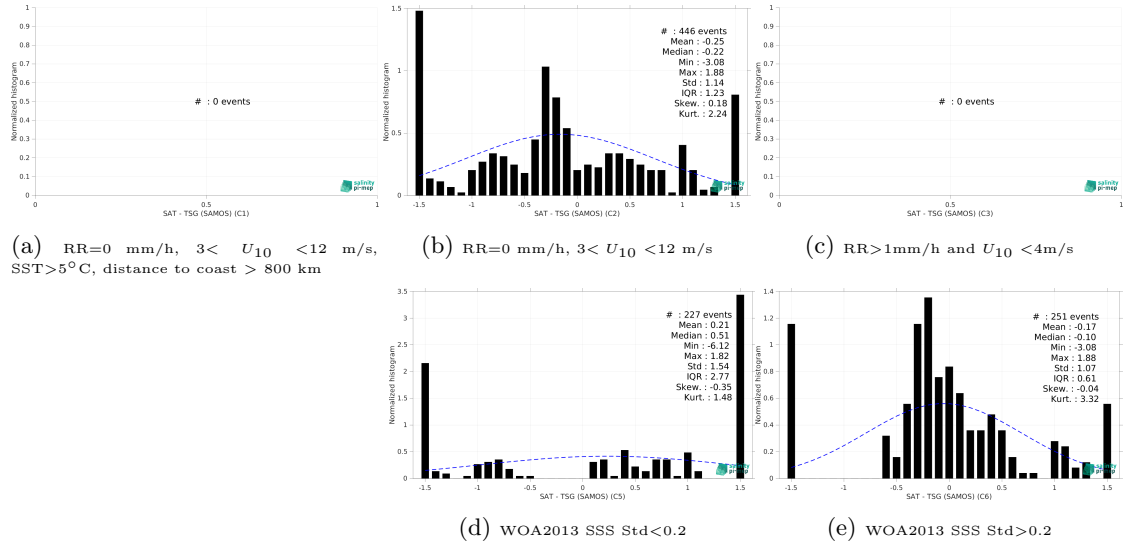 1
0.9
0.8
0.7
0.6
0.5
0.4
0.3
0.2
0.1
0
Normalized histogram
# : 0 events
0 0.5 1
SAT - TSG (SAMOS) (C1)
salinity
pi-mep
(a) RR=0 mm/h, 3< U10 <12 m/s,
SST>5°C, distance to coast > 800 km
1.5
1
0.5
0
Normalized histogram
# : 446 events
Mean : -0.25
Median : -0.22
Min : -3.08
Max : 1.88
Std : 1.14
IQR : 1.23
Skew. : 0.18
Kurt. : 2.24
-1.5 -1 -0.5 0 0.5 1 1.5
SAT - TSG (SAMOS) (C2)
salinity
pi-mep
(b) RR=0 mm/h, 3< U10 <12 m/s
1
0.9
0.8
0.7
0.6
0.5
0.4
0.3
0.2
0.1
0
Normalized histogram
# : 0 events
0 0.5 1
SAT - TSG (SAMOS) (C3)
salinity
pi-mep
(c) RR>1mm/h and U10 <4m/s
3.5
3
2.5
2
1.5
1
0.5
0
Normalized histogram
# : 227 events
Mean : 0.21
Median : 0.51
Min : -6.12
Max : 1.82
Std : 1.54
IQR : 2.77
Skew. : -0.35
Kurt. : 1.48
-1.5 -1 -0.5 0 0.5 1 1.5
SAT - TSG (SAMOS) (C5)
salinity
pi-mep
(d) WOA2013 SSS Std<0.2
1.4
1.2
1
0.8
0.6
0.4
0.2
0
Normalized histogram
# : 251 events
Mean : -0.17
Median : -0.10
Min : -3.08
Max : 1.88
Std : 1.07
IQR : 0.61
Skew. : -0.04
Kurt. : 3.32
-1.5 -1 -0.5 0 0.5 1 1.5
SAT - TSG (SAMOS) (C6)
salinity
pi-mep
(e) WOA2013 SSS Std>0.2